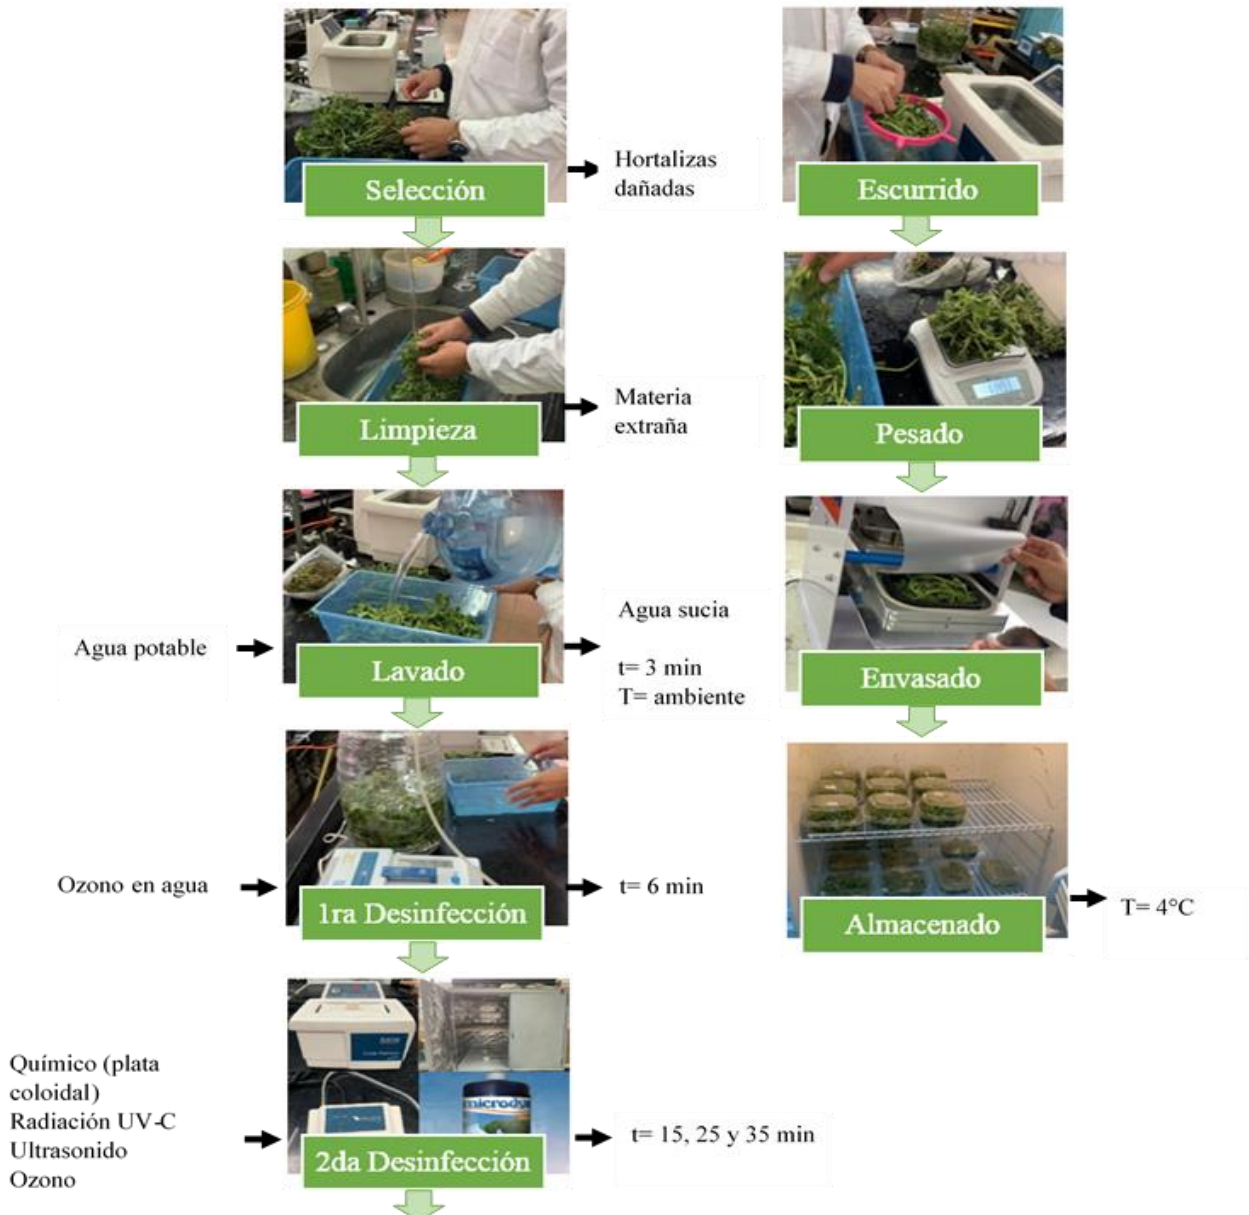 Selección
Hortalizas
dañadas
Limpieza
Materia
extraña
Agua potable
Lavado
Agua sucia
t= 3 min
T= ambiente
Ozono en agua
1ra Desinfección
t= 6 min
Químico (plata
coloidal)
Radiación UV-C
Ultrasonido
Ozono
microdyn
2da Desinfección
t= 15, 25 y 35 min
Escurrido
Pesado
Envasado
Almacenado
T= 4°C